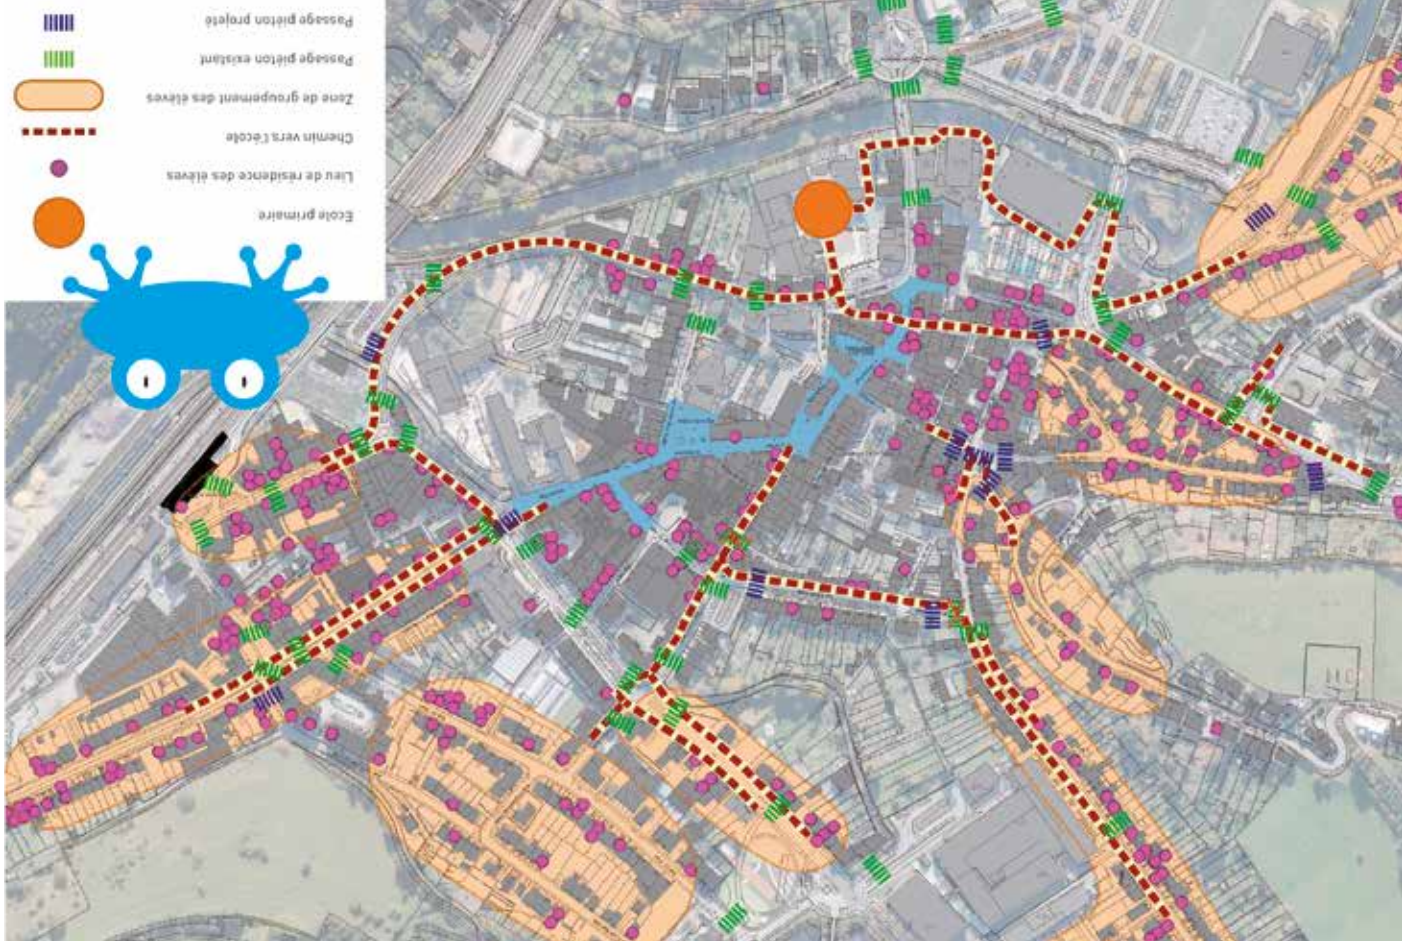 Ecole primaire
Lieu de résidence des élèves
Chemin vers l'école
Zone de groupement des élèves
Passage piéton existant
Passage piéton projeté